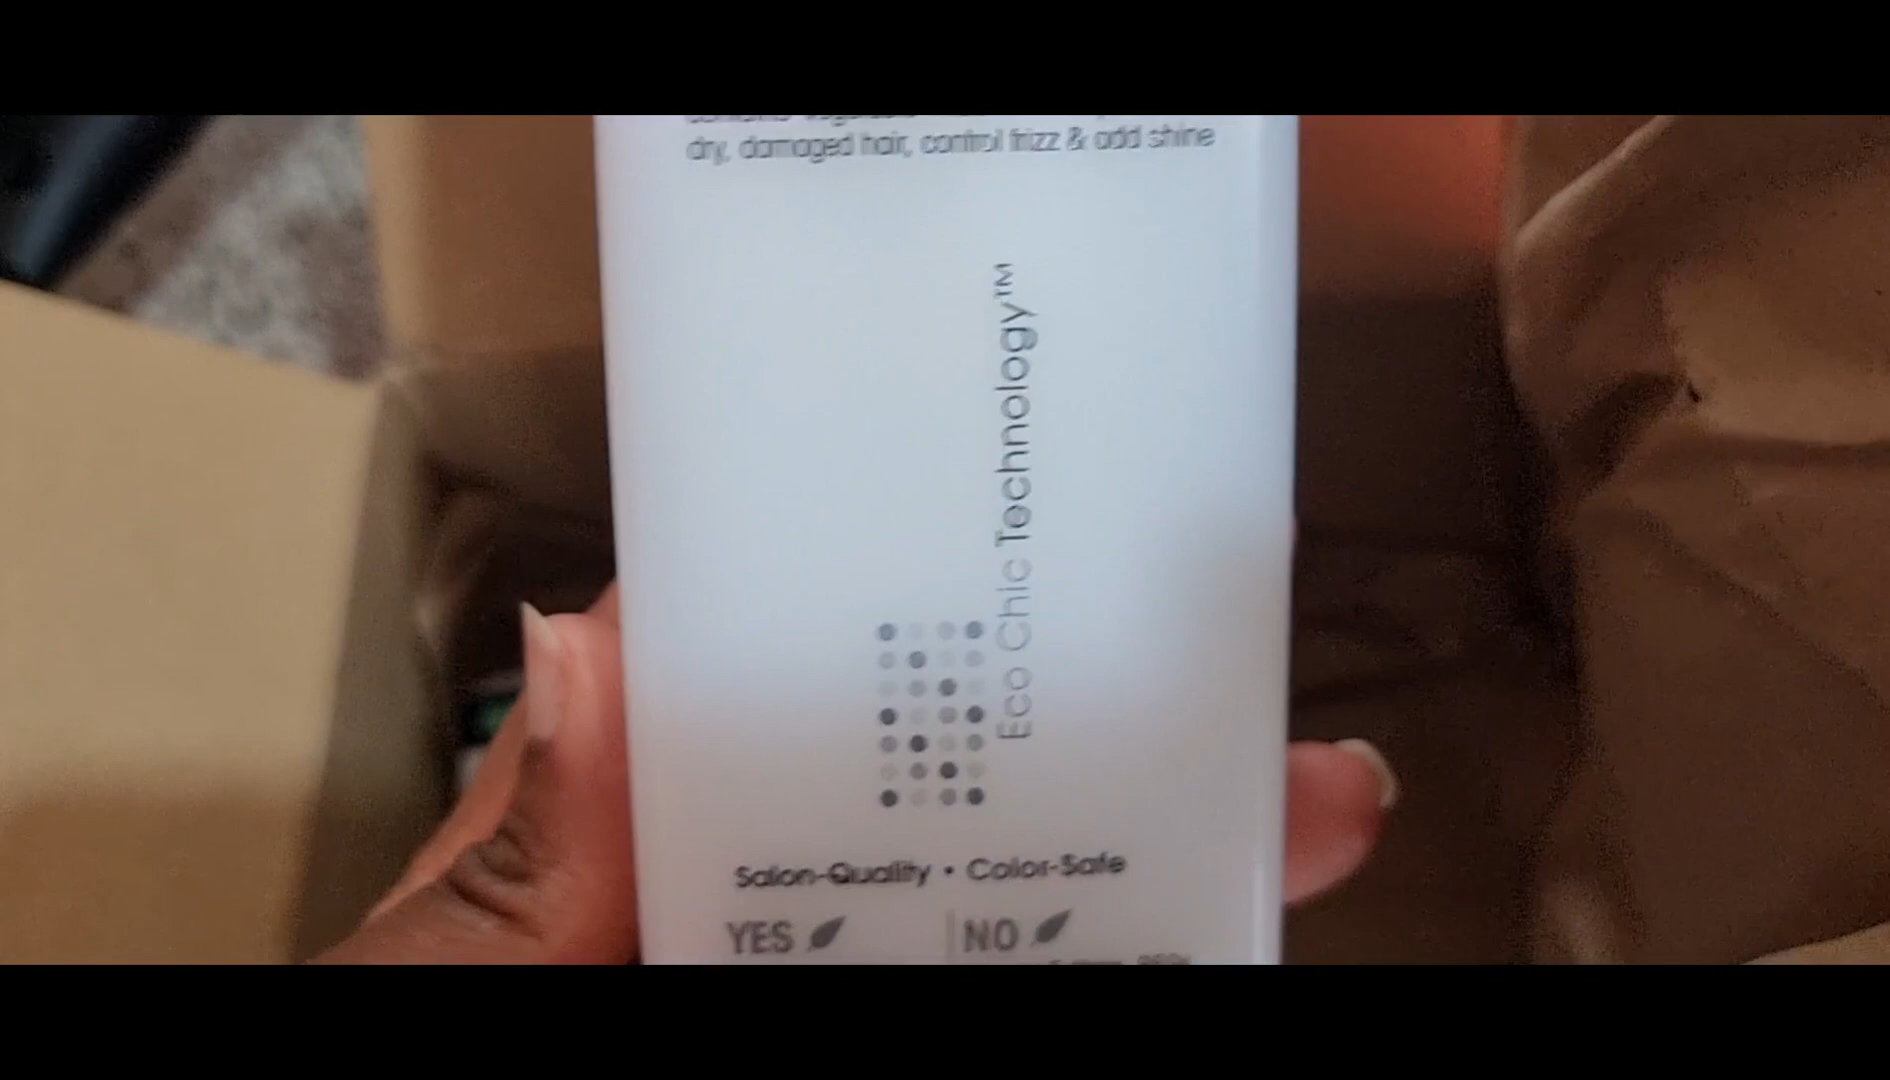 dry, damaged hair, control frizz & add shine
Eco Chic Technology™
Salon-Quality • Color-Safe
YES
NO